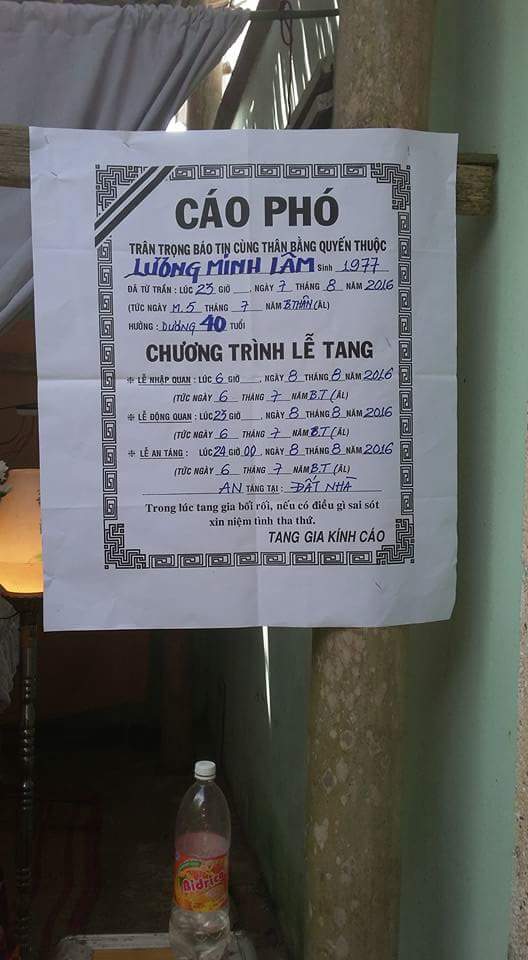 CÁO PHÓ
TRÂN TRỌNG BÁO TIN CÙNG THÂN BẰNG QUYẾN THUỘC
LƯƠNG MINH LÂM Sinh 1977
ĐÃ TỪ TRẦN : LÚC 23 GIỜ NGÀY 7 THÁNG 8 NĂM 2016
(TỨC NGÀY M.5 THÁNG 7 NĂM B.THÂN (ÂL)
HƯỞNG : DƯƠNG 40 TUỔI
CHƯƠNG TRÌNH LỄ TANG
❉ LỄ NHẬP QUAN : LÚC 6 GIỜ , NGÀY 8 THÁNG 8 NĂM 2016
(TỨC NGÀY 6 THÁNG 7 NĂM B.T (ÂL)
❉ LỄ ĐỘNG QUAN : LÚC 23 GIỜ , NGÀY 8 THÁNG 8 NĂM 2016
(TỨC NGÀY 6 THÁNG 7 NĂM B.T (ÂL)
❉ LỄ AN TÁNG : LÚC 24 GIỜ 00, NGÀY 8 THÁNG 8 NĂM 2016
(TỨC NGÀY 6 THÁNG 7 NĂM B.T (ÂL)
AN TÁNG TẠI : ĐẤT NHÀ
Trong lúc tang gia bối rối, nếu có điều gì sai sót
xin niệm tình tha thứ.
TANG GIA KÍNH CÁO
Bidrico